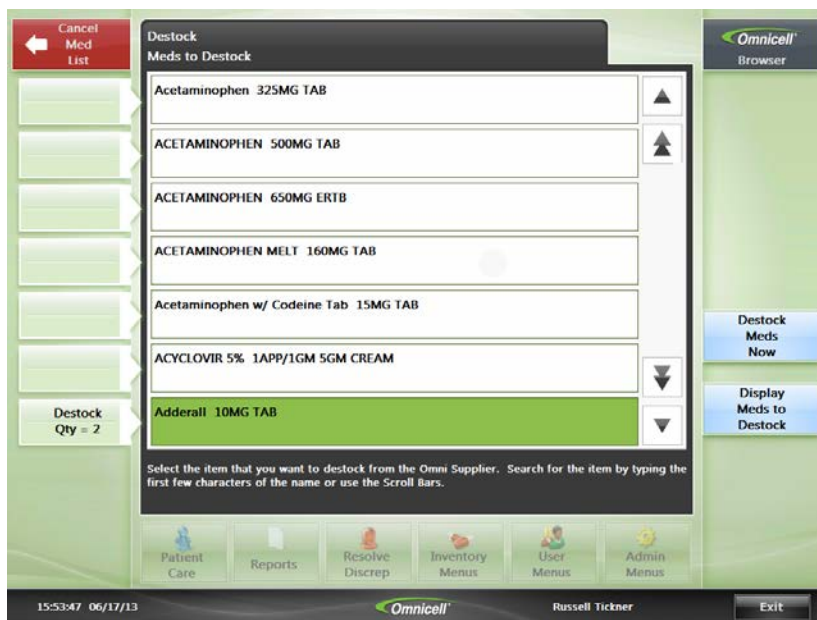 Cancel
Med
List
Destock
Meds to Destock
Omnicell
Browser
Acetaminophen 325MG TAB
ACETAMINOPHEN 500MG TAB
ACETAMINOPHEN 650MG ERTB
ACETAMINOPHEN MELT 160MG TAB
Acetaminophen w/ Codeine Tab 15MG TAB
ACYCLOVIR 5% 1APP/1GM 5GM CREAM
Adderall 10MG TAB
Destock
Qty = 2
Destock
Meds
Now
Display
Meds to
Destock
Select the item that you want to destock from the Omni Supplier. Search for the item by typing the
first few characters of the name or use the Scroll Bars.
Patient
Care
Reports
Resolve
Discrep
Inventory
Menus
User
Menus
Admin
Menus
15:53:47 06/17/13
Omnicell
Russell Tickner
Exit